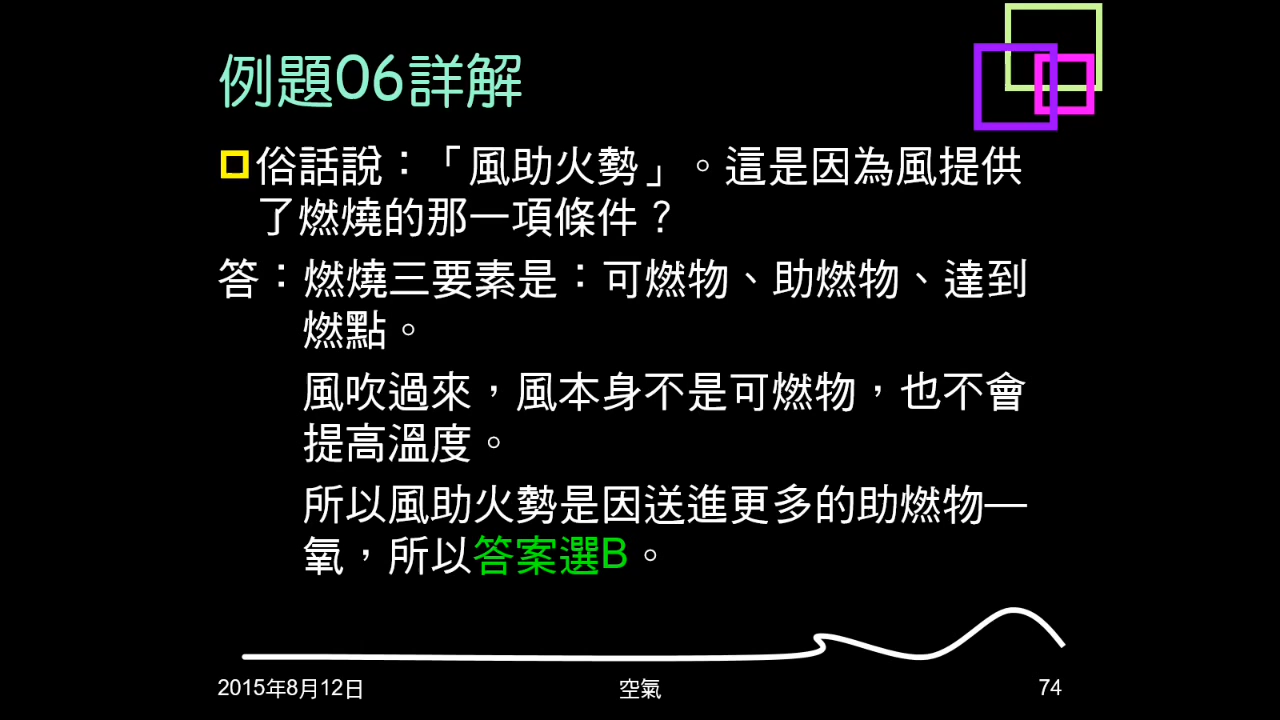 例題06詳解
俗話說：「風助火勢」。這是因為風提供
了燃燒的那一項條件？
答：燃燒三要素是：可燃物、助燃物、達到
燃點。
風吹過來，風本身不是可燃物，也不會
提高溫度。
所以風助火勢是因送進更多的助燃物—
氧，所以答案選B。
2015年8月12日
空氣
74